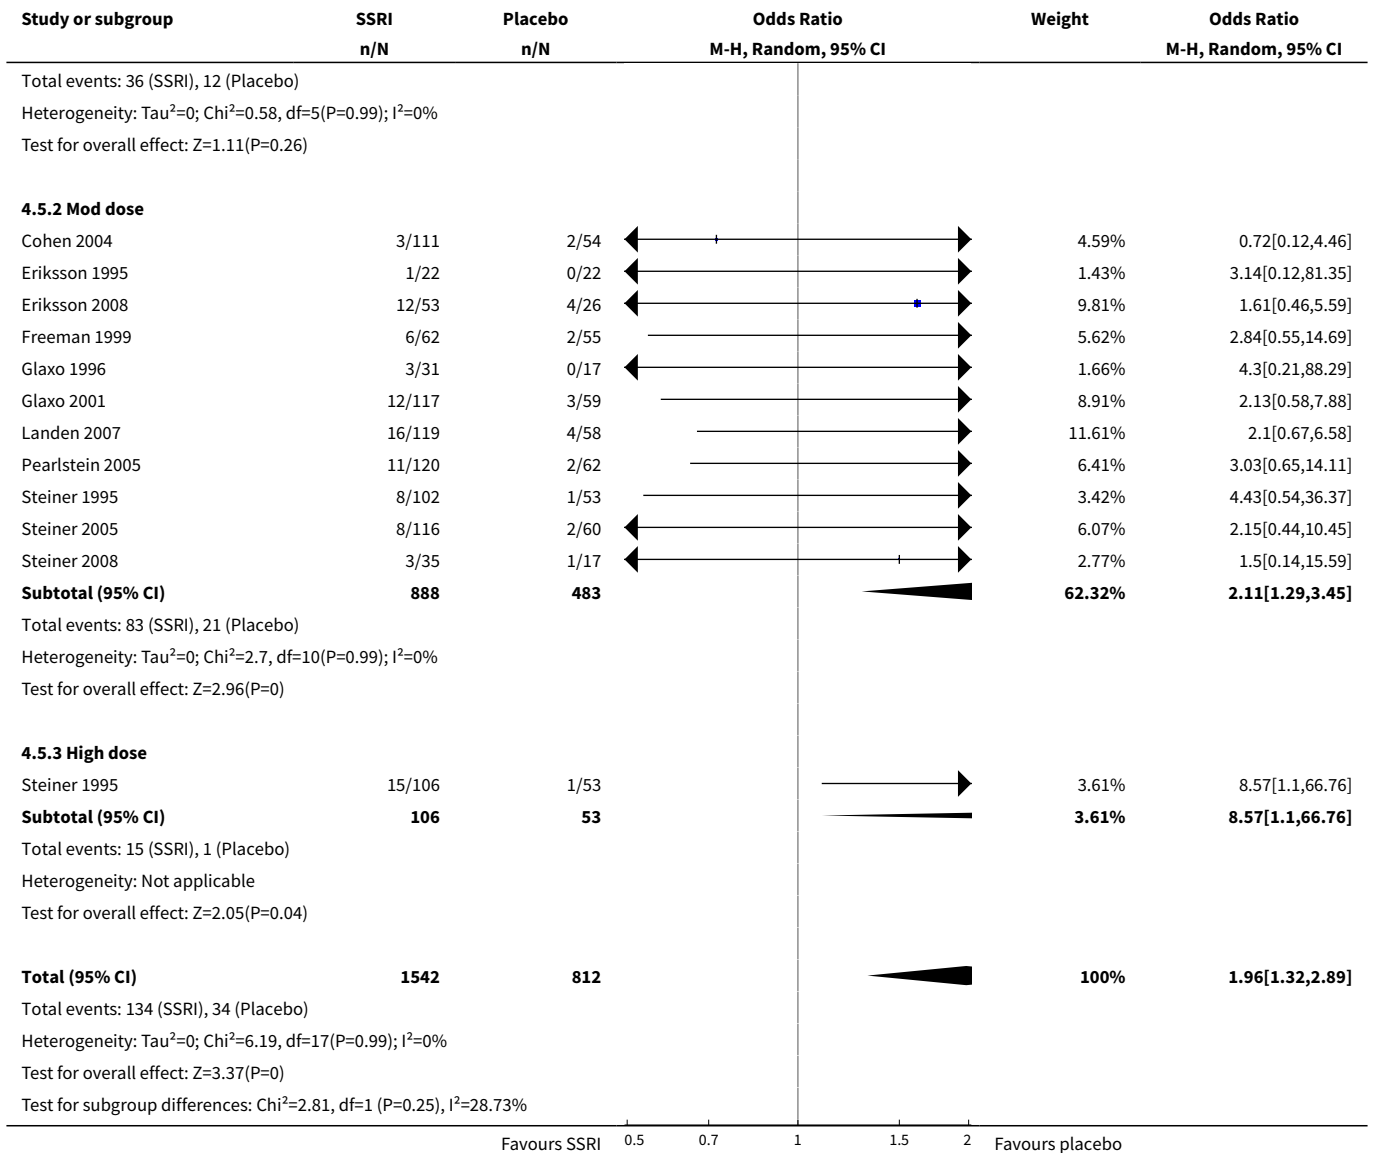 Study or subgroup SSRI Placebo Odds Ratio Weight Odds Ratio
n/N n/N M-H, Random, 95% CI M-H, Random, 95% CI
Total events: 36 (SSRI), 12 (Placebo)
Heterogeneity: Tau²=0; Chi²=0.58, df=5(P=0.99); I²=0%
Test for overall effect: Z=1.11(P=0.26)
4.5.2 Mod dose
Cohen 2004 3/111 2/54 4.59% 0.72[0.12,4.46]
Eriksson 1995 1/22 0/22 1.43% 3.14[0.12,81.35]
Eriksson 2008 12/53 4/26 9.81% 1.61[0.46,5.59]
Freeman 1999 6/62 2/55 5.62% 2.84[0.55,14.69]
Glaxo 1996 3/31 0/17 1.66% 4.3[0.21,88.29]
Glaxo 2001 12/117 3/59 8.91% 2.13[0.58,7.88]
Landen 2007 16/119 4/58 11.61% 2.1[0.67,6.58]
Pearlstein 2005 11/120 2/62 6.41% 3.03[0.65,14.11]
Steiner 1995 8/102 1/53 3.42% 4.43[0.54,36.37]
Steiner 2005 8/116 2/60 6.07% 2.15[0.44,10.45]
Steiner 2008 3/35 1/17 2.77% 1.5[0.14,15.59]
Subtotal (95% CI) 888 483 62.32% 2.11[1.29,3.45]
Total events: 83 (SSRI), 21 (Placebo)
Heterogeneity: Tau²=0; Chi²=2.7, df=10(P=0.99); I²=0%
Test for overall effect: Z=2.96(P=0)
4.5.3 High dose
Steiner 1995 15/106 1/53 3.61% 8.57[1.1,66.76]
Subtotal (95% CI) 106 53 3.61% 8.57[1.1,66.76]
Total events: 15 (SSRI), 1 (Placebo)
Heterogeneity: Not applicable
Test for overall effect: Z=2.05(P=0.04)
Total (95% CI) 1542 812 100% 1.96[1.32,2.89]
Total events: 134 (SSRI), 34 (Placebo)
Heterogeneity: Tau²=0; Chi²=6.19, df=17(P=0.99); I²=0%
Test for overall effect: Z=3.37(P=0)
Test for subgroup differences: Chi²=2.81, df=1 (P=0.25), I²=28.73%
Favours SSRI 0.5 0.7 1 1.5 2 Favours placebo